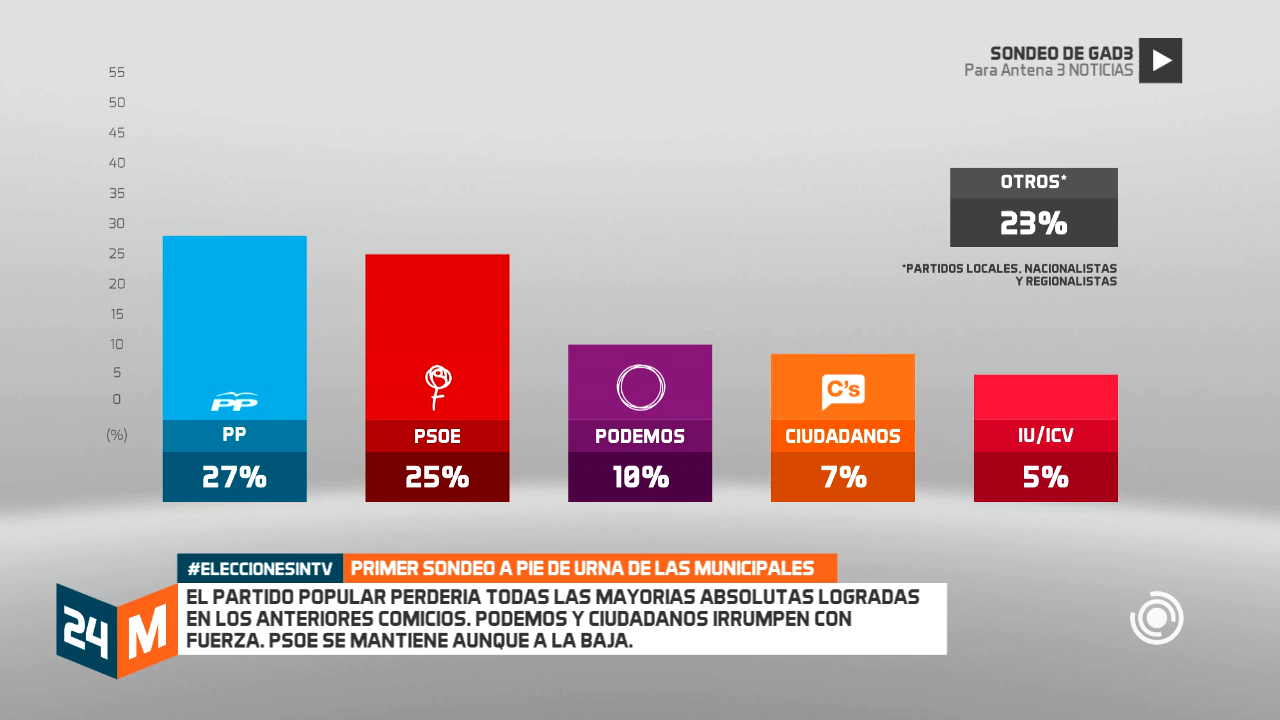 SONDEO DE GAD3
Para Antena 3 NOTICIAS
55
50
45
40
35
30
25
20
15
10
5
0
(%)
OTROS*
23%
*PARTIDOS LOCALES, NACIONALISTAS
Y REGIONALISTAS
PP
PP
27%
PSOE
25%
PODEMOS
10%
C's
CIUDADANOS
7%
IU/ICV
5%
#ELECCIONESINTV
PRIMER SONDEO A PIE DE URNA DE LAS MUNICIPALES
24M
EL PARTIDO POPULAR PERDERIA TODAS LAS MAYORIAS ABSOLUTAS LOGRADAS
EN LOS ANTERIORES COMICIOS. PODEMOS Y CIUDADANOS IRRUMPEN CON
FUERZA. PSOE SE MANTIENE AUNQUE A LA BAJA.